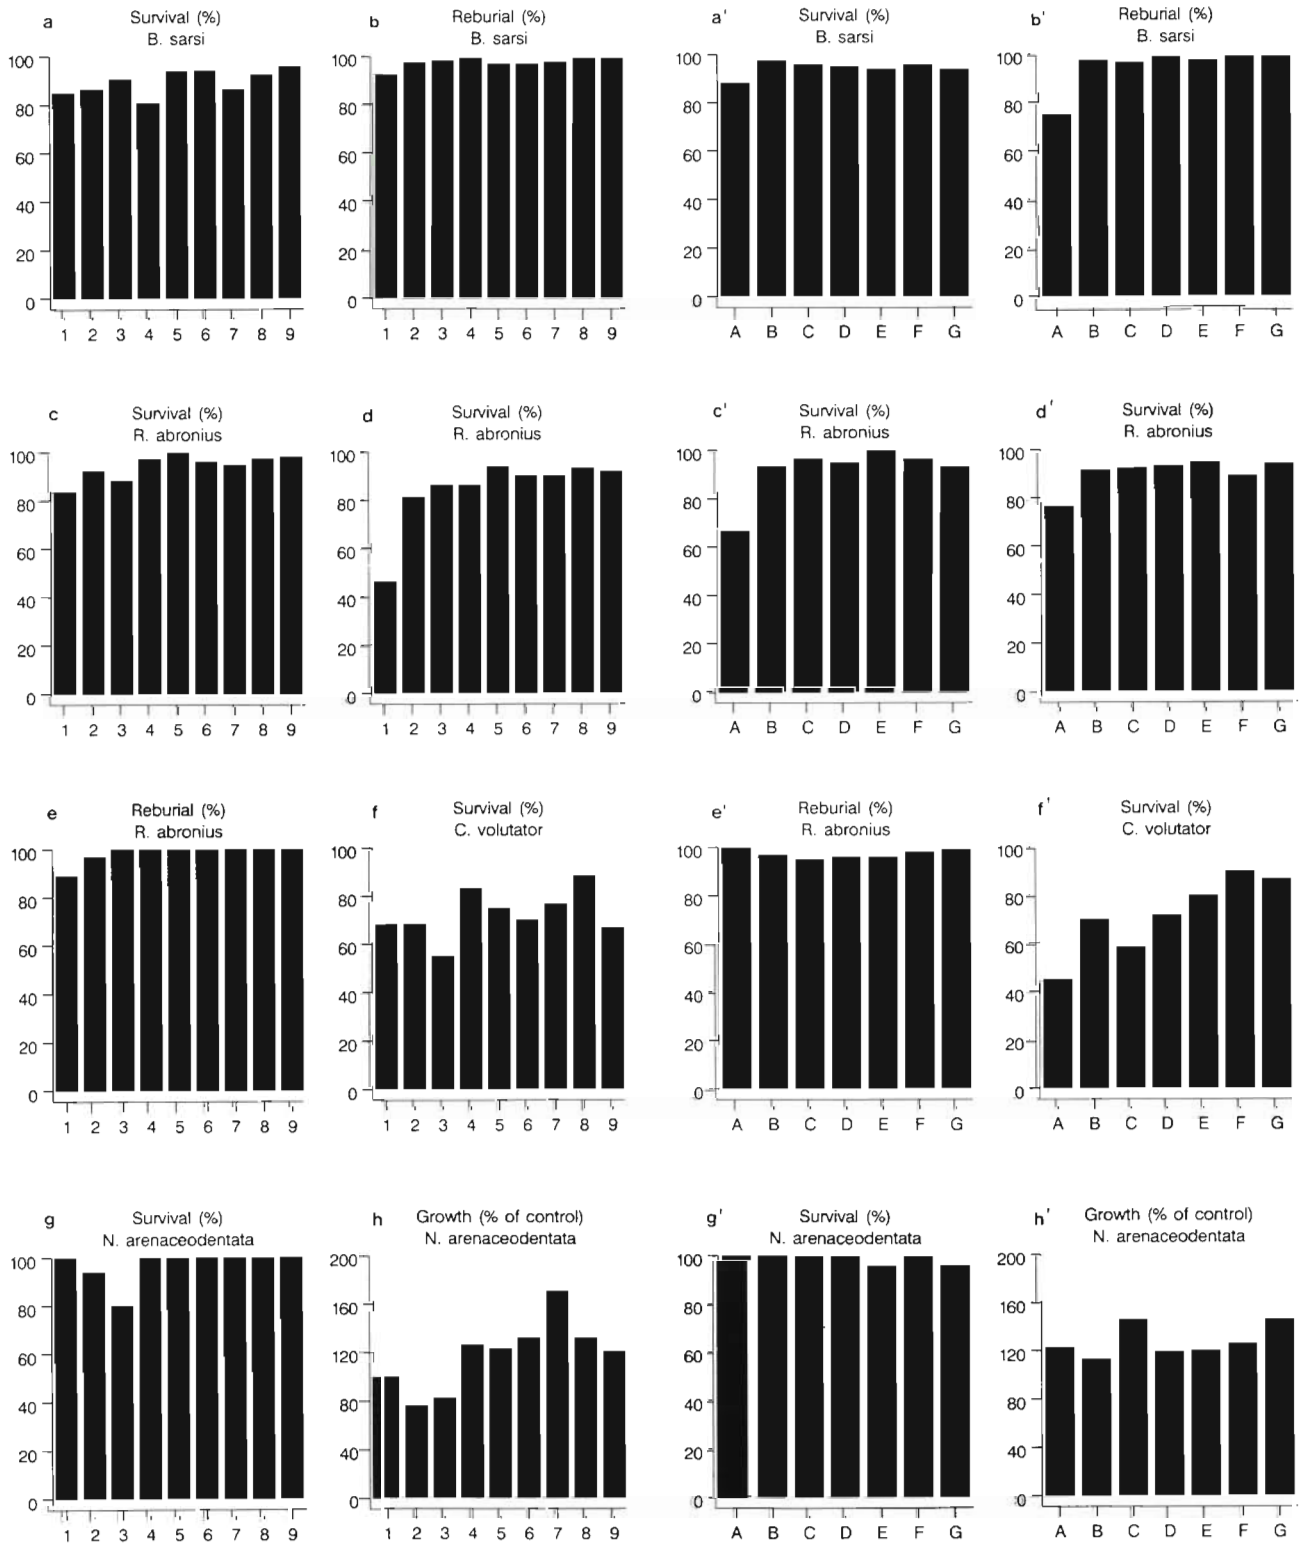 a
Survival (%)
B. sarsi
100
80
60
40
20
0
1 2 3 4 5 6 7 8 9
b
Reburial (%)
B. sarsi
100
80
60
40
20
0
1 2 3 4 5 6 7 8 9
a'
Survival (%)
B. sarsi
100
80
60
40
20
0
A B C D E F G
b'
Reburial (%)
B. sarsi
100
80
60
40
20
0
A B C D E F G
c
Survival (%)
R. abronius
100
80
60
40
20
0
1 2 3 4 5 6 7 8 9
d
Survival (%)
R. abronius
100
80
60
40
20
0
1 2 3 4 5 6 7 8 9
c'
Survival (%)
R. abronius
100
80
60
40
20
0
A B C D E F G
d'
Survival (%)
R. abronius
100
80
60
40
20
0
A B C D E F G
e
Reburial (%)
R. abronius
100
80
60
40
20
0
1 2 3 4 5 6 7 8 9
f
Survival (%)
C. volutator
100
80
60
40
20
0
1 2 3 4 5 6 7 8 9
e'
Reburial (%)
R. abronius
100
80
60
40
20
0
A B C D E F G
f'
Survival (%)
C. volutator
100
80
60
40
20
0
A B C D E F G
g
Survival (%)
N. arenaceodentata
100
80
60
40
20
0
1 2 3 4 5 6 7 8 9
h
Growth (% of control)
N. arenaceodentata
200
160
120
80
40
0
1 2 3 4 5 6 7 8 9
g'
Survival (%)
N. arenaceodentata
100
80
60
40
20
0
A B C D E F G
h'
Growth (% of control)
N. arenaceodentata
200
160
120
80
40
0
A B C D E F G